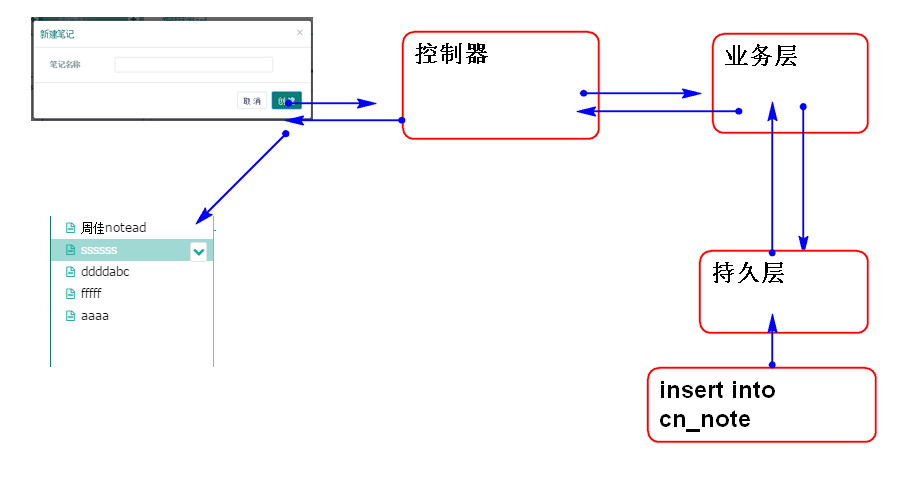 新建笔记
×
笔记名称
取消
创建
控制器
业务层
周佳notead
ssssss
ddddabc
fffff
aaaa
持久层
insert into
cn_note